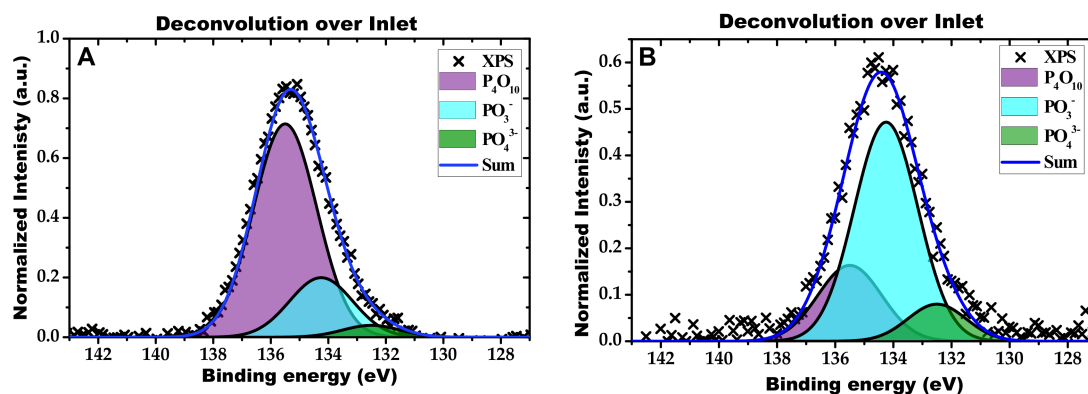 Deconvolution over Inlet
A
Normalized Intenisty (a.u.)
1.0
0.8
0.6
0.4
0.2
0.0
XPS
P₄O₁₀
PO₃⁻
PO₄³⁻
Sum
142 140 138 136 134 132 130 128
Binding energy (eV)
Deconvolution over Inlet
B
Normalized Intenisty (a.u.)
0.6
0.5
0.4
0.3
0.2
0.1
0.0
XPS
P₄O₁₀
PO₃⁻
PO₄³⁻
Sum
142 140 138 136 134 132 130 128
Binding energy (eV)